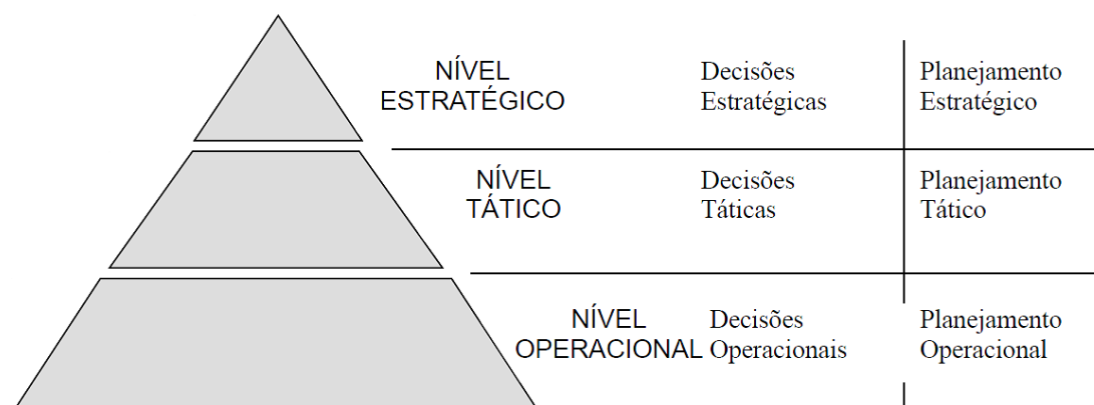 NÍVEL
ESTRATÉGICO
Decisões
Estratégicas
Planejamento
Estratégico
NÍVEL
TÁTICO
Decisões
Táticas
Planejamento
Tático
NÍVEL
OPERACIONAL
Decisões
Operacionais
Planejamento
Operacional